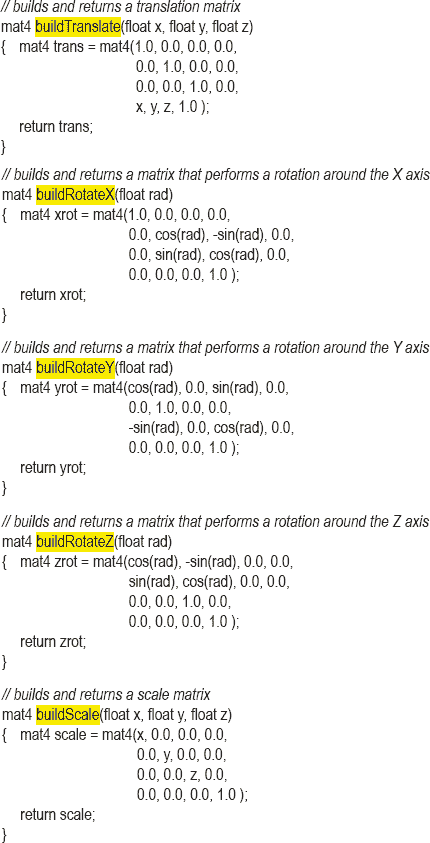 // builds and returns a translation matrix
mat4 buildTranslate(float x, float y, float z)
{ mat4 trans = mat4(1.0, 0.0, 0.0, 0.0,
0.0, 1.0, 0.0, 0.0,
0.0, 0.0, 1.0, 0.0,
x, y, z, 1.0 );
return trans;
}
// builds and returns a matrix that performs a rotation around the X axis
mat4 buildRotateX(float rad)
{ mat4 xrot = mat4(1.0, 0.0, 0.0, 0.0,
0.0, cos(rad), -sin(rad), 0.0,
0.0, sin(rad), cos(rad), 0.0,
0.0, 0.0, 0.0, 1.0 );
return xrot;
}
// builds and returns a matrix that performs a rotation around the Y axis
mat4 buildRotateY(float rad)
{ mat4 yrot = mat4(cos(rad), 0.0, sin(rad), 0.0,
0.0, 1.0, 0.0, 0.0,
-sin(rad), 0.0, cos(rad), 0.0,
0.0, 0.0, 0.0, 1.0 );
return yrot;
}
// builds and returns a matrix that performs a rotation around the Z axis
mat4 buildRotateZ(float rad)
{ mat4 zrot = mat4(cos(rad), -sin(rad), 0.0, 0.0,
sin(rad), cos(rad), 0.0, 0.0,
0.0, 0.0, 1.0, 0.0,
0.0, 0.0, 0.0, 1.0 );
return zrot;
}
// builds and returns a scale matrix
mat4 buildScale(float x, float y, float z)
{ mat4 scale = mat4(x, 0.0, 0.0, 0.0,
0.0, y, 0.0, 0.0,
0.0, 0.0, z, 0.0,
0.0, 0.0, 0.0, 1.0 );
return scale;
}